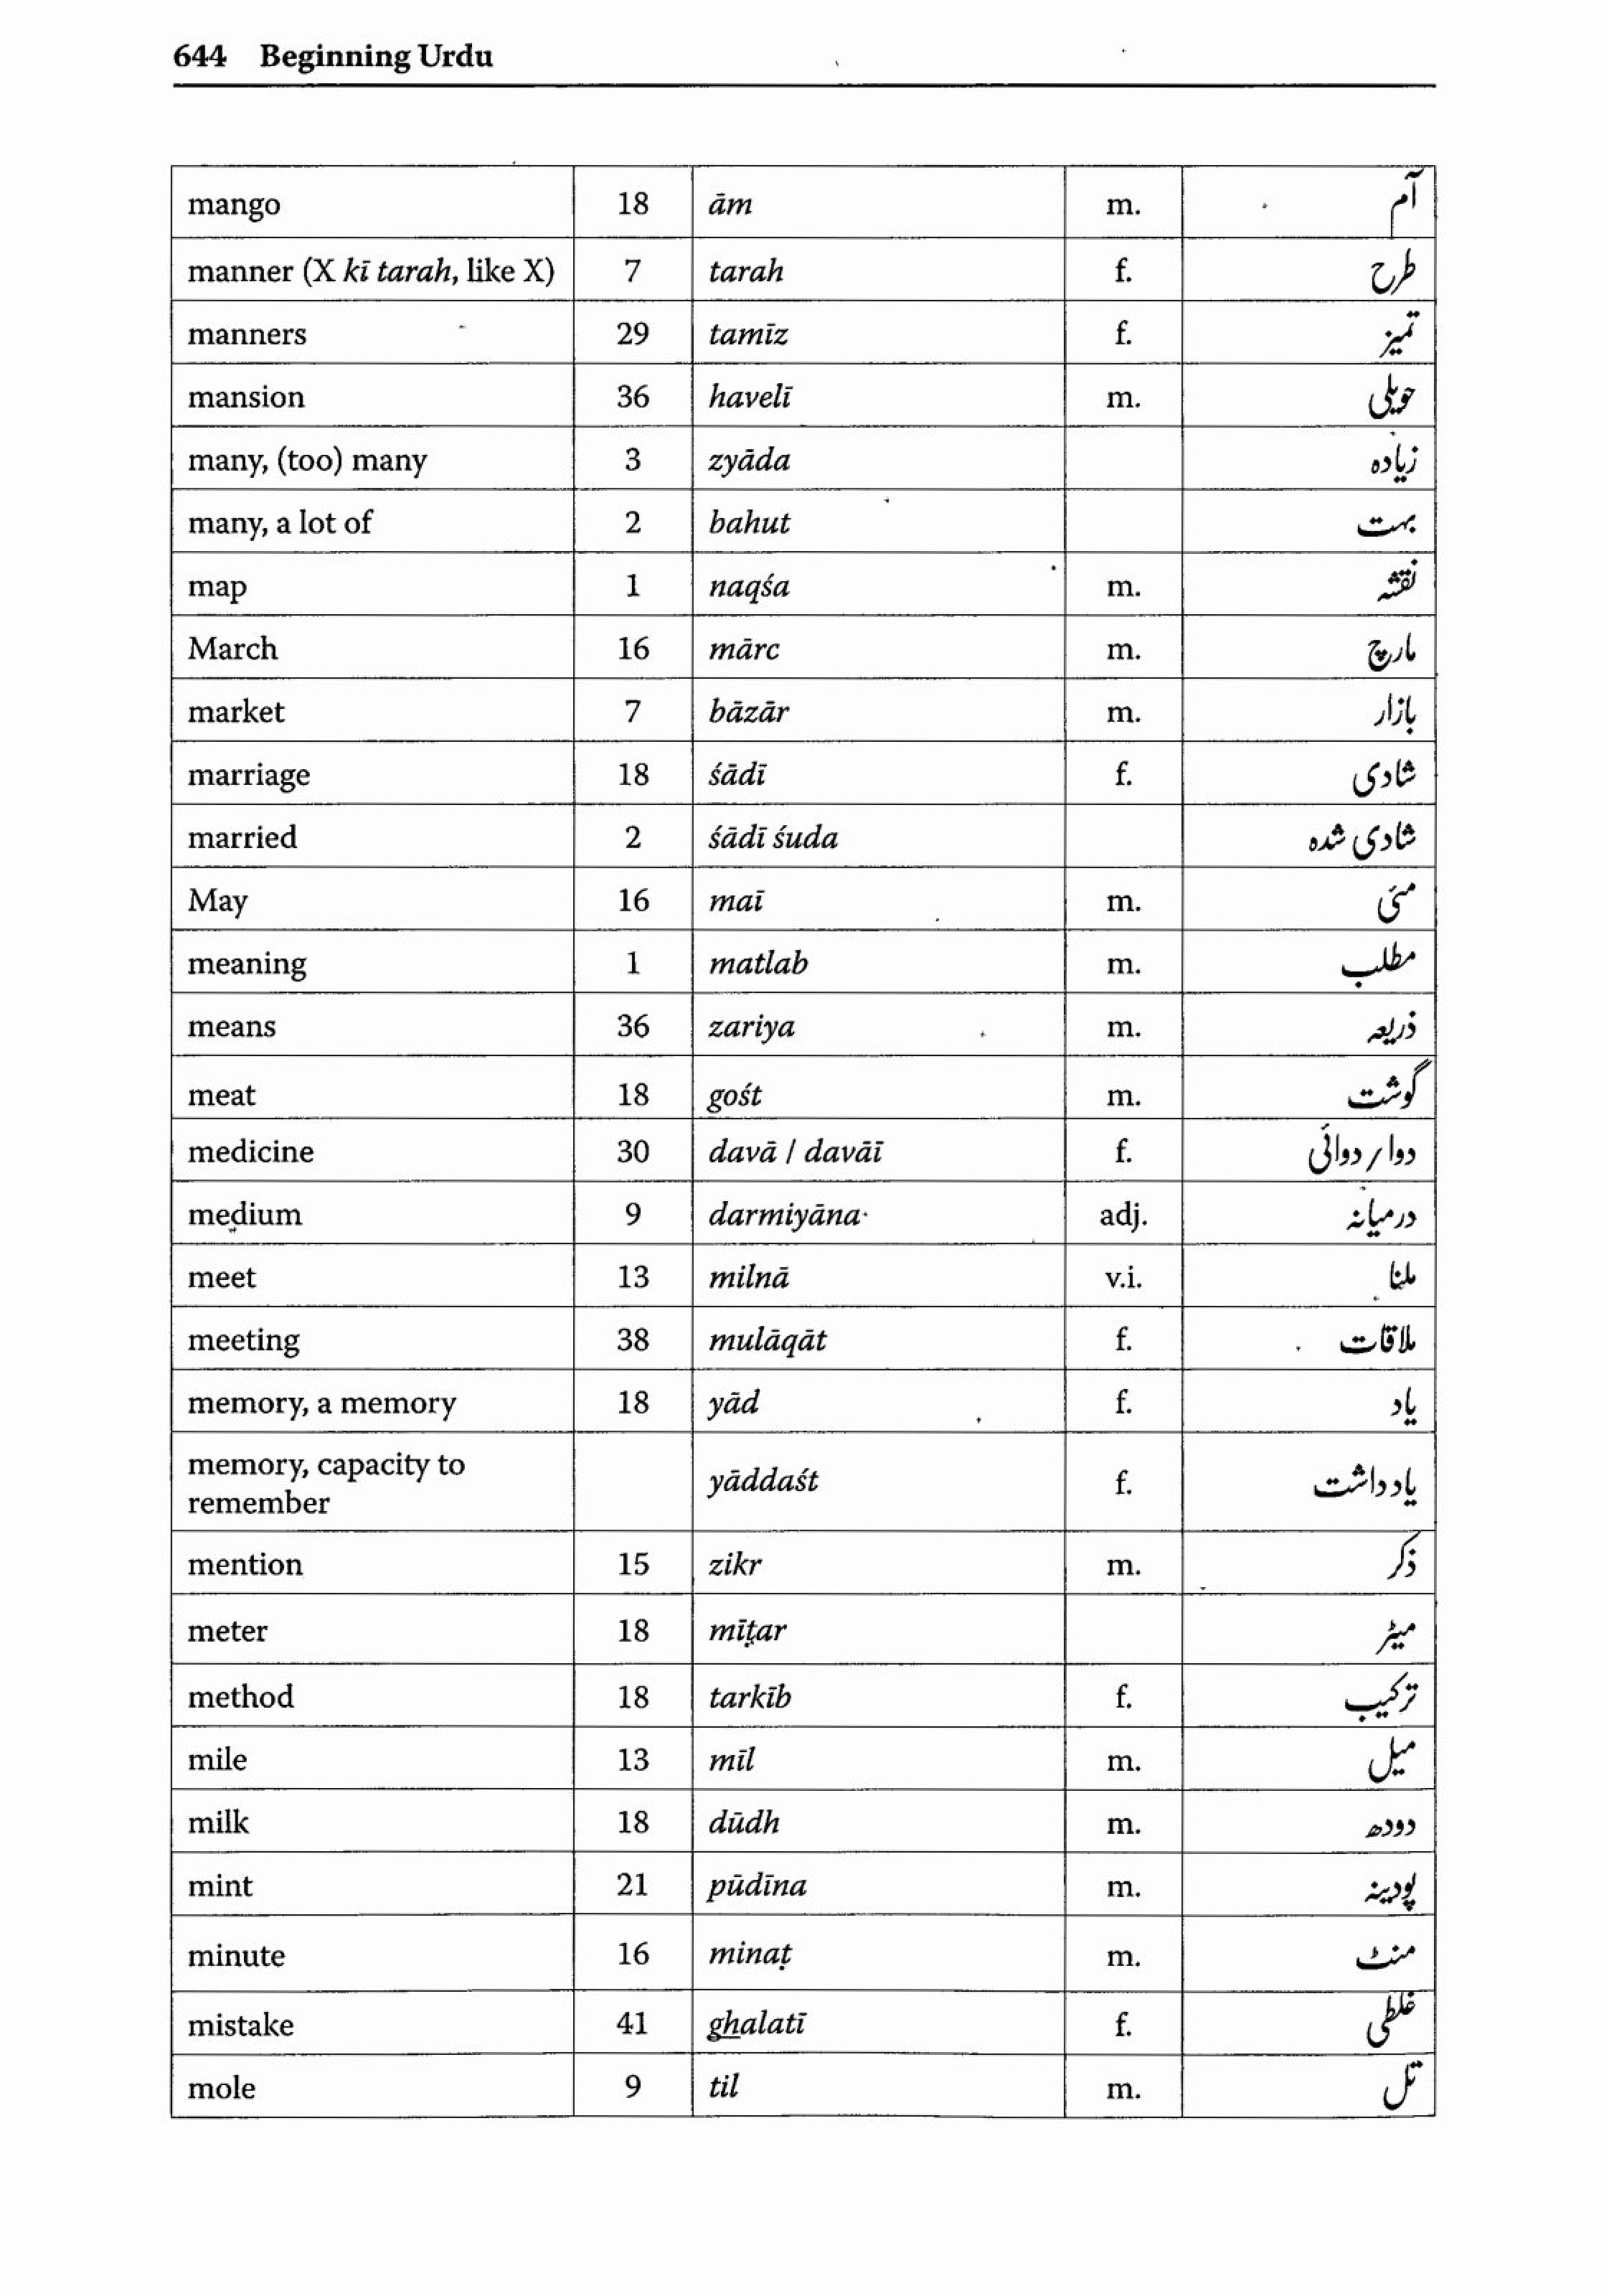 644 Beginning Urdu
mango 18 ām m. آم
manner (X kī tarah, like X) 7 tarah f. طرح
manners 29 tamīz f. تمیز
mansion 36 havelī m. حویلی
many, (too) many 3 zyāda زیادہ
many, a lot of 2 bahut بہت
map 1 naqśa m. نقشہ
March 16 mārc m. مارچ
market 7 bāzār m. بازار
marriage 18 śādī f. شادی
married 2 śādī śuda شادی شدہ
May 16 maī m. مئی
meaning 1 matlab m. مطلب
means 36 zariya m. ذریعہ
meat 18 gośt m. گوشت
medicine 30 davā / davāī f. دوا / دوائی
medium 9 darmiyāna adj. درمیانہ
meet 13 milnā v.i. ملنا
meeting 38 mulāqāt f. ملاقات
memory, a memory 18 yād f. یاد
memory, capacity to
remember yāddaśt f. یاد داشت
mention 15 zikr m. ذکر
meter 18 mīṭar میٹر
method 18 tarkīb f. ترکیب
mile 13 mīl m. میل
milk 18 dūdh m. دودھ
mint 21 pūdīna m. پودینہ
minute 16 minaṭ m. منٹ
mistake 41 ghalatī f. غلطی
mole 9 til m. تل